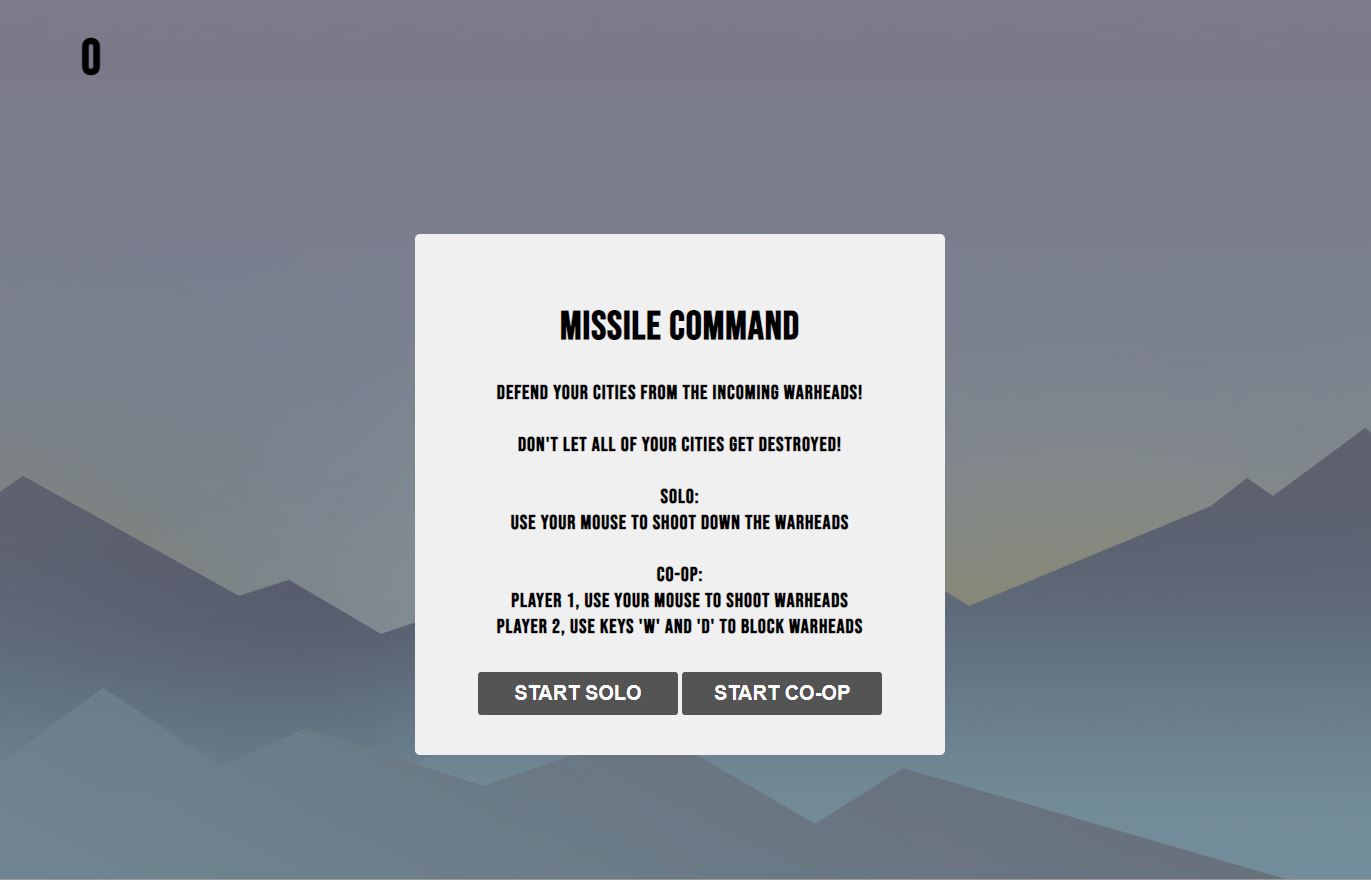 0
MISSILE COMMAND
DEFEND YOUR CITIES FROM THE INCOMING WARHEADS!
DON'T LET ALL OF YOUR CITIES GET DESTROYED!
SOLO:
USE YOUR MOUSE TO SHOOT DOWN THE WARHEADS
CO-OP:
PLAYER 1, USE YOUR MOUSE TO SHOOT WARHEADS
PLAYER 2, USE KEYS 'W' AND 'D' TO BLOCK WARHEADS
START SOLO START CO-OP